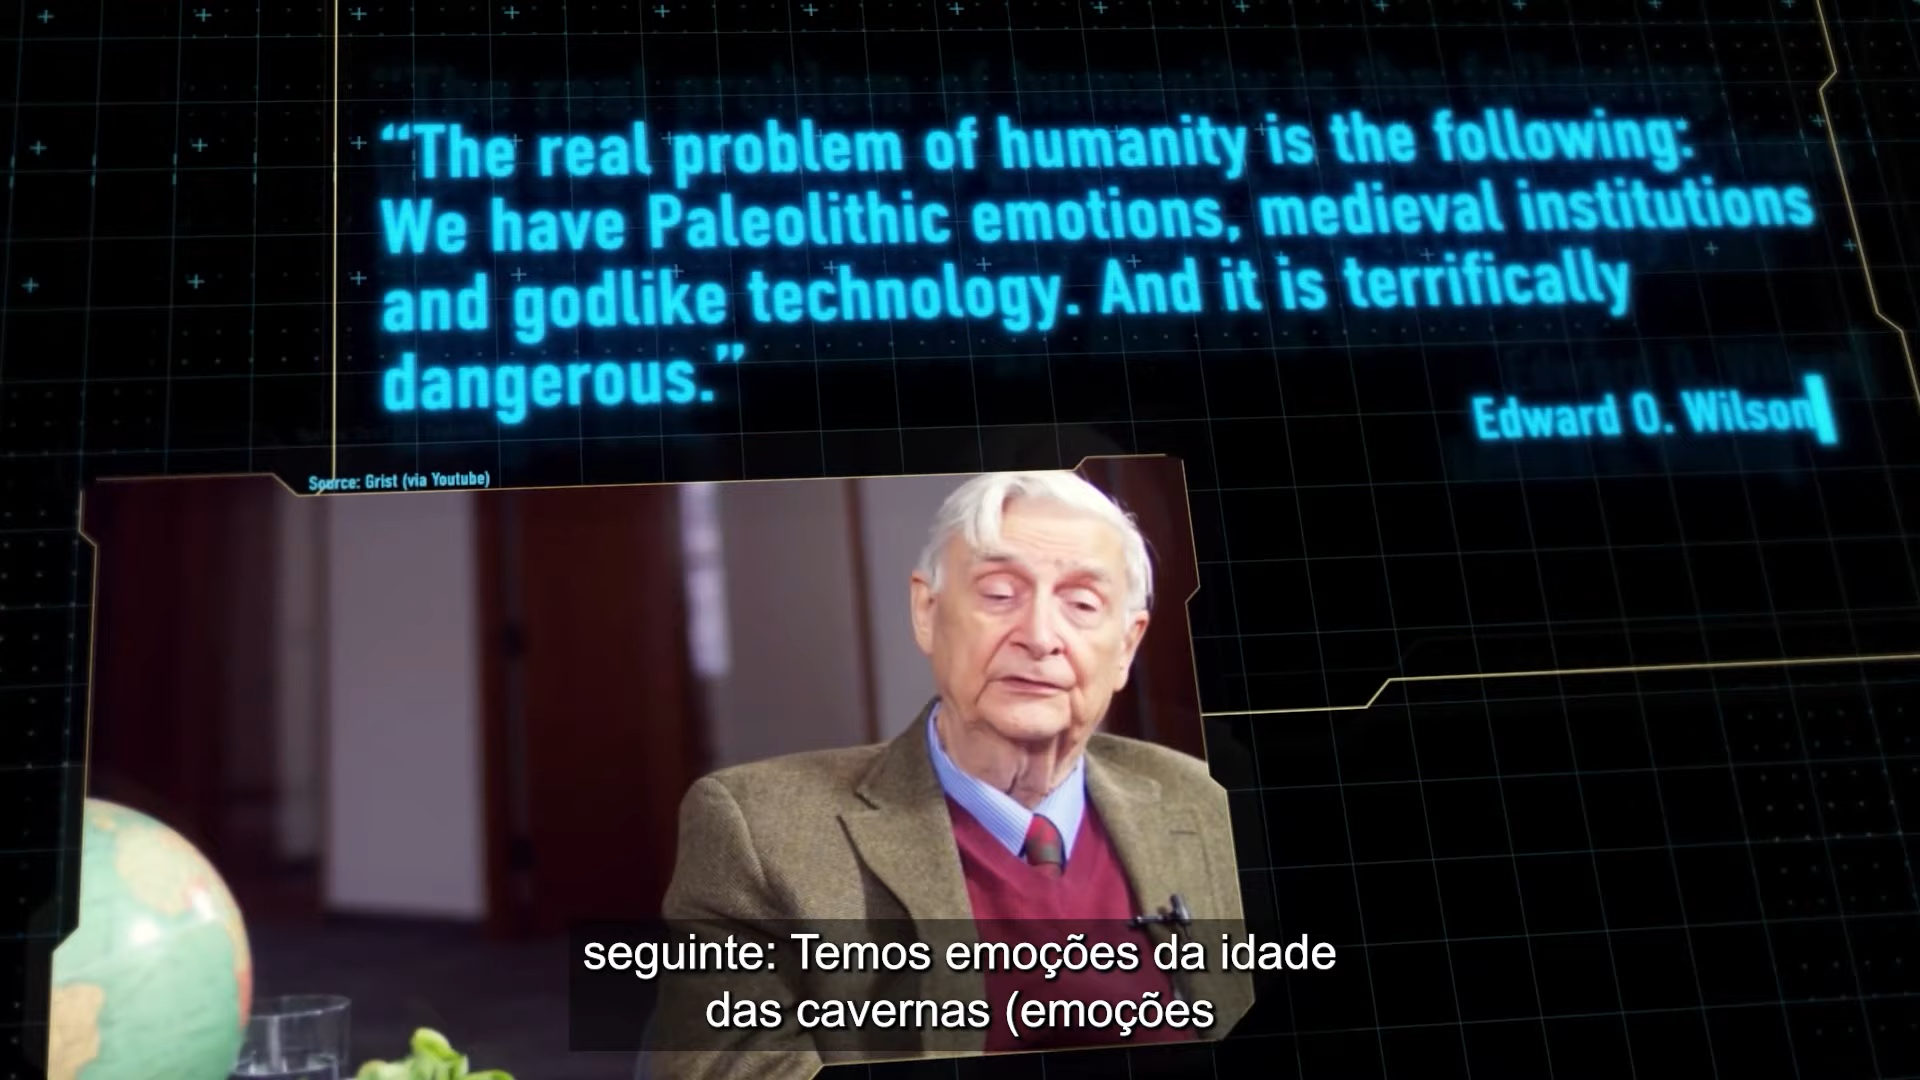 “The real problem of humanity is the following:
We have Paleolithic emotions, medieval institutions
and godlike technology. And it is terrifically
dangerous.”
Edward O. Wilson
Source: Grist (via Youtube)
seguinte: Temos emoções da idade
das cavernas (emoções